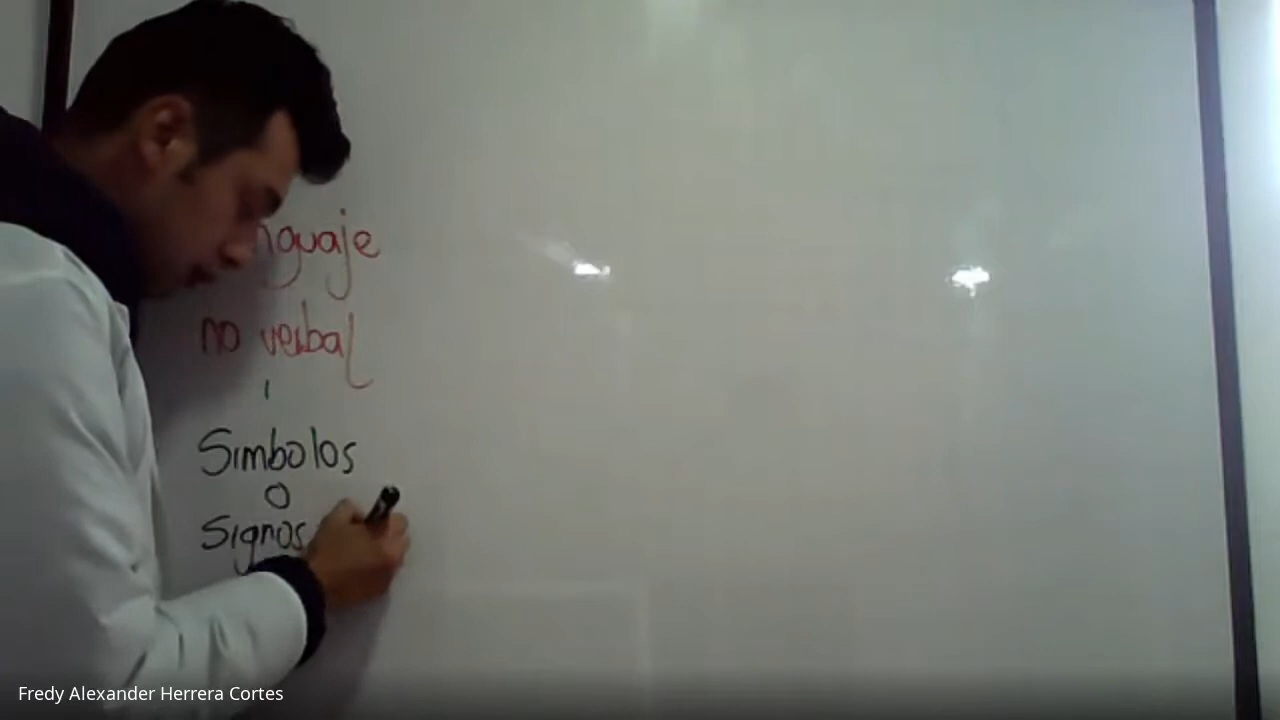 nguaje
no verbal
Simbolos
o
Signos
Fredy Alexander Herrera Cortes